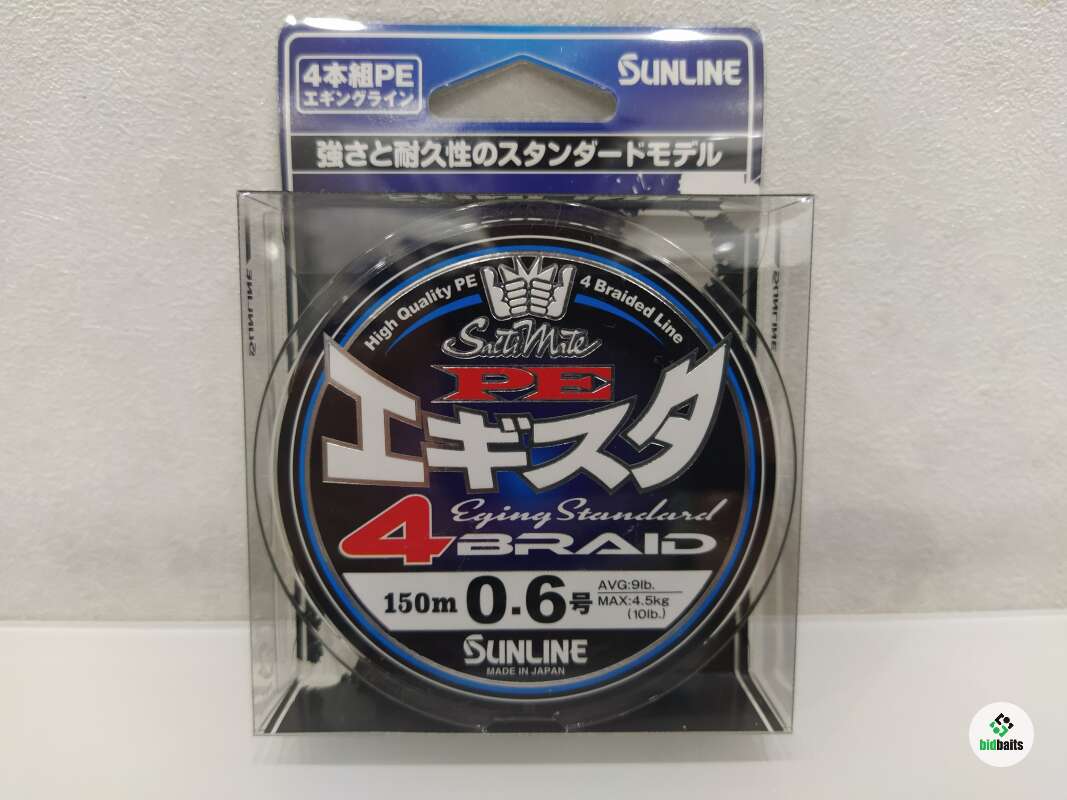 4本組PE
エギングライン
SUNLINE
強さと耐久性のスタンダードモデル
High Quality PE
4 Braided Line
SaltiMate
PE
エギスタ
Eging Standard
4BRAID
150m 0.6号
AVG:9lb.
MAX:4.5kg
(10lb.)
SUNLINE
MADE IN JAPAN
SUNLINE
SUNLINE
bidbaits